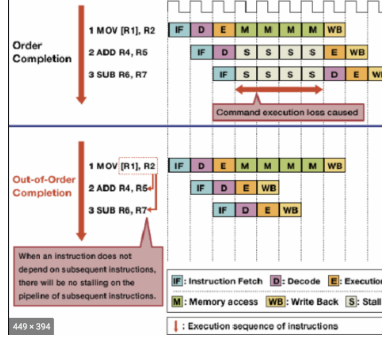 Order
Completion
1 MOV [R1], R2 IF D E M M M M WB
2 ADD R4, R5 IF D S S S S E WB
3 SUB R6, R7 IF S S S S D E WB
Command execution loss caused
Out-of-Order
Completion
1 MOV [R1], R2 IF D E M M M M WB
2 ADD R4, R5 IF D E WB
3 SUB R6, R7 IF D E WB
When an instruction does not
depend on subsequent instructions,
there will be no stalling on the
pipeline of subsequent instructions.
IF : Instruction Fetch D : Decode E : Execution
M : Memory access WB : Write Back S : Stall
: Execution sequence of instructions
449 × 394